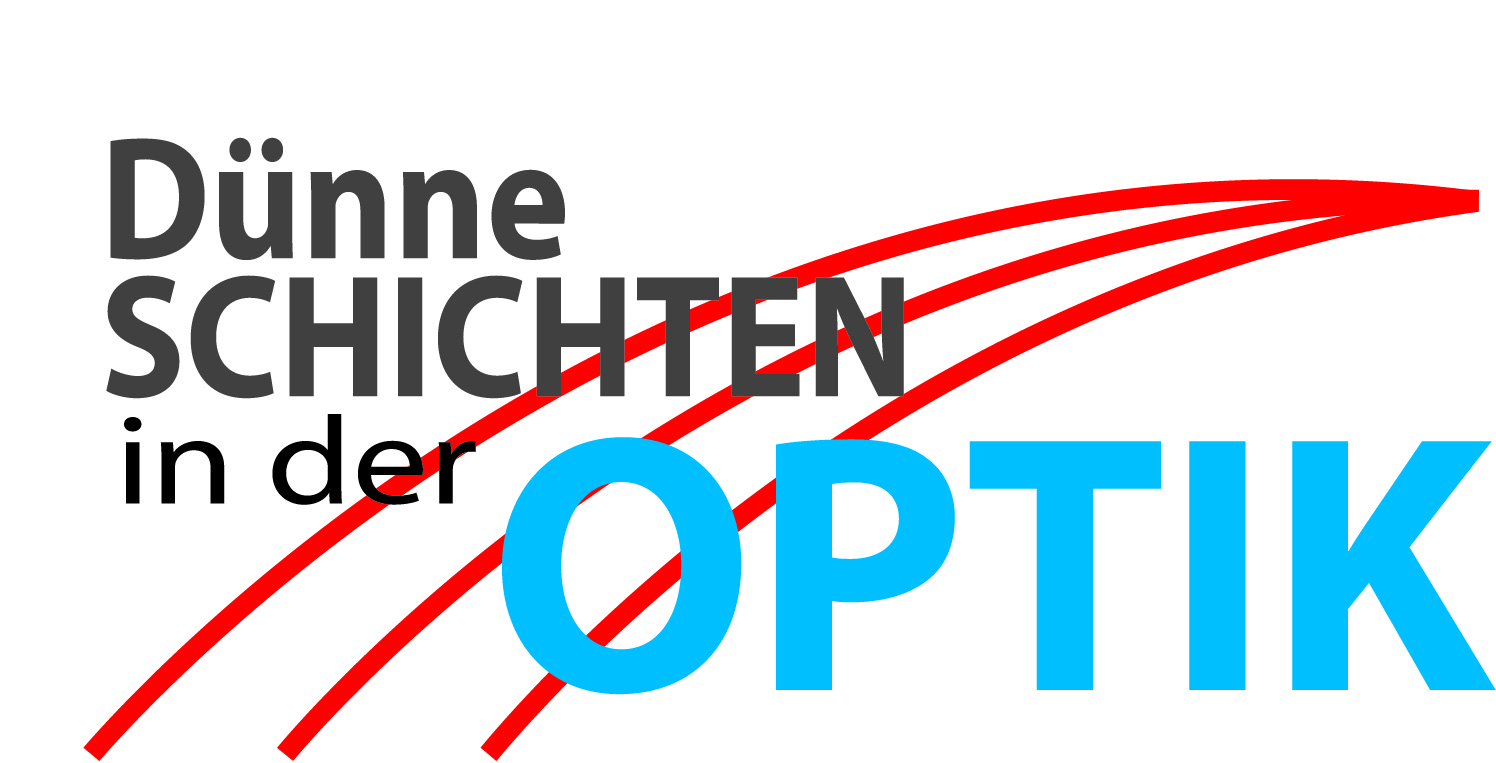 Dünne
SCHICHTEN
in der
OPTIK